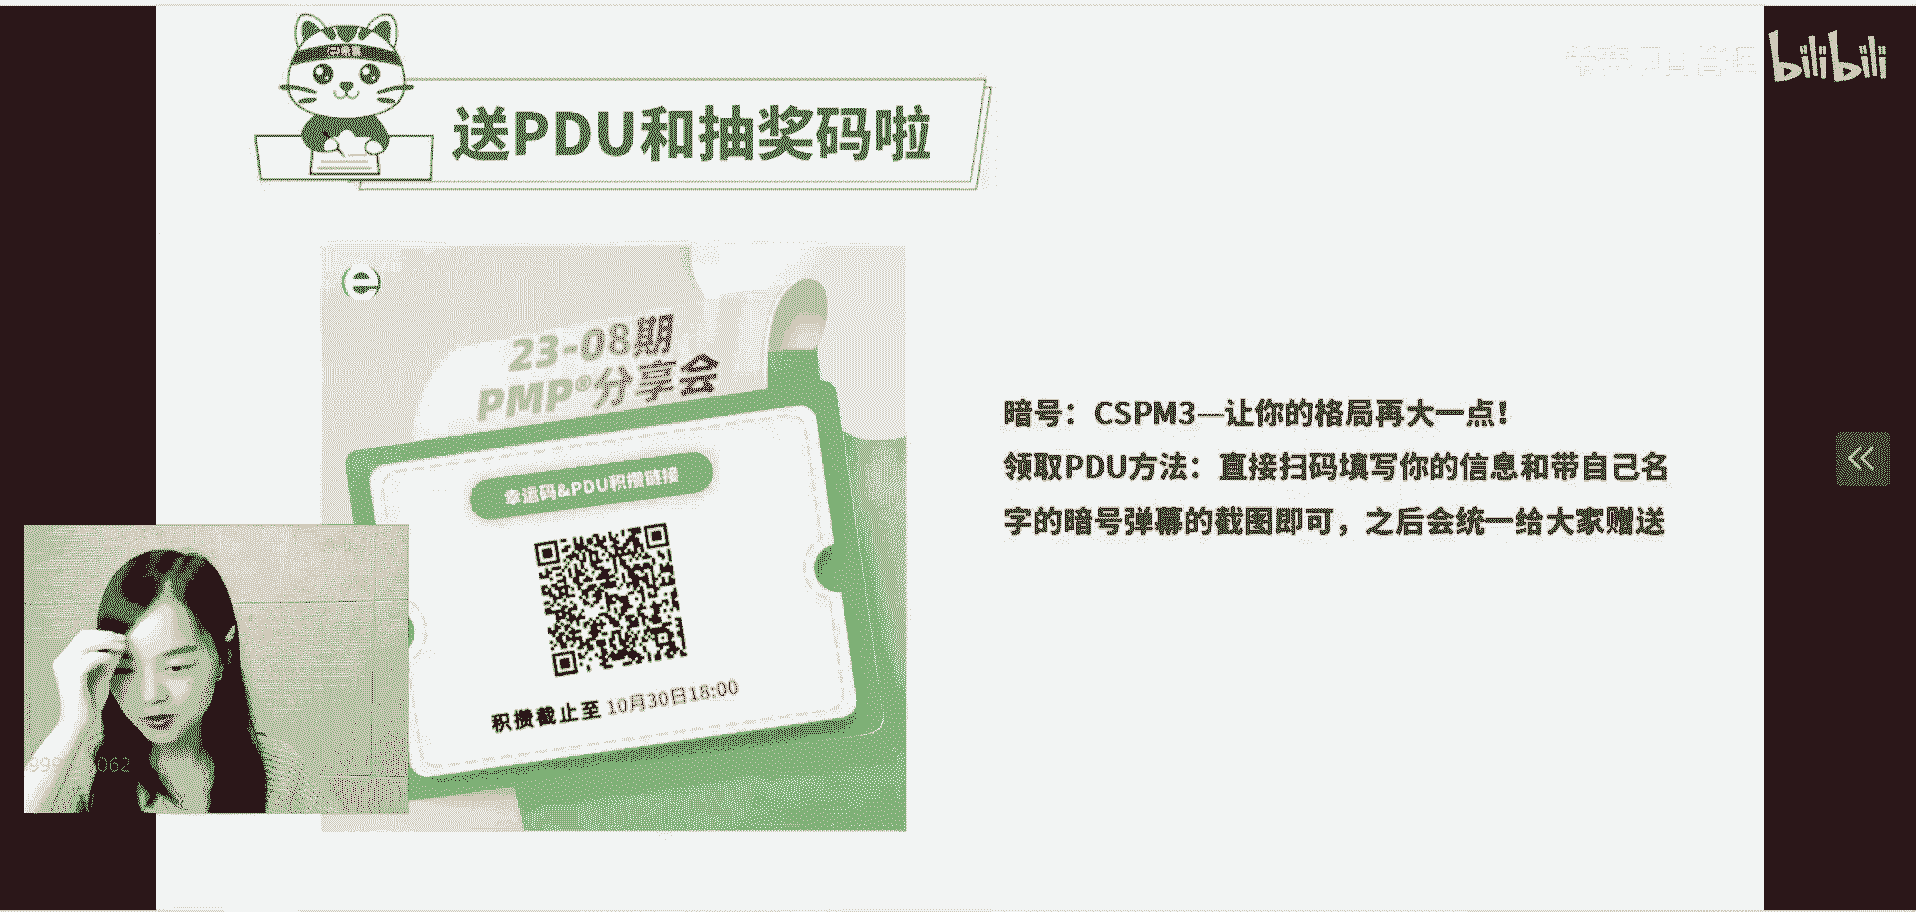 bilibili
送PDU和抽奖码啦
23-08期
PMP®分享会
幸运码&PDU积攒链接
积攒截止至 10月30日18:00
暗号：CSPM3—让你的格局再大一点！
领取PDU方法：直接扫码填写你的信息和带自己名
字的暗号弹幕的截图即可，之后会统一给大家赠送